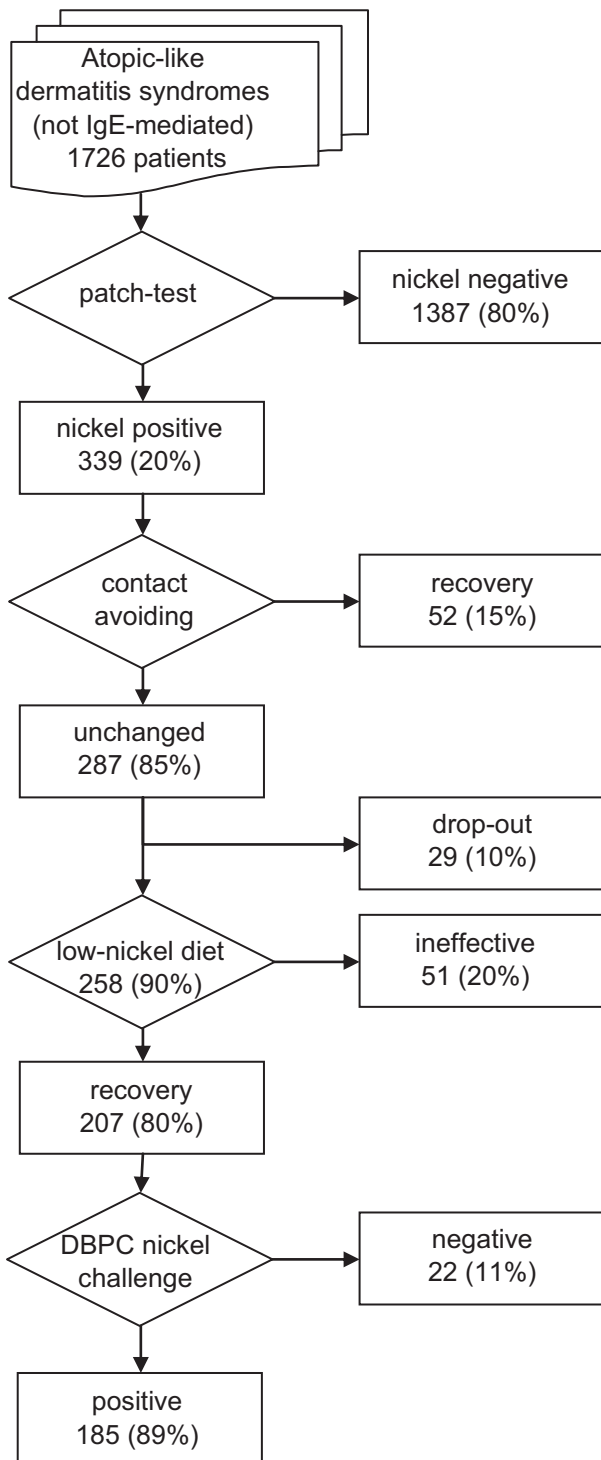 Atopic-like
dermatitis syndromes
(not IgE-mediated)
1726 patients
patch-test
nickel negative
1387 (80%)
nickel positive
339 (20%)
contact
avoiding
recovery
52 (15%)
unchanged
287 (85%)
drop-out
29 (10%)
low-nickel diet
258 (90%)
ineffective
51 (20%)
recovery
207 (80%)
DBPC nickel
challenge
negative
22 (11%)
positive
185 (89%)